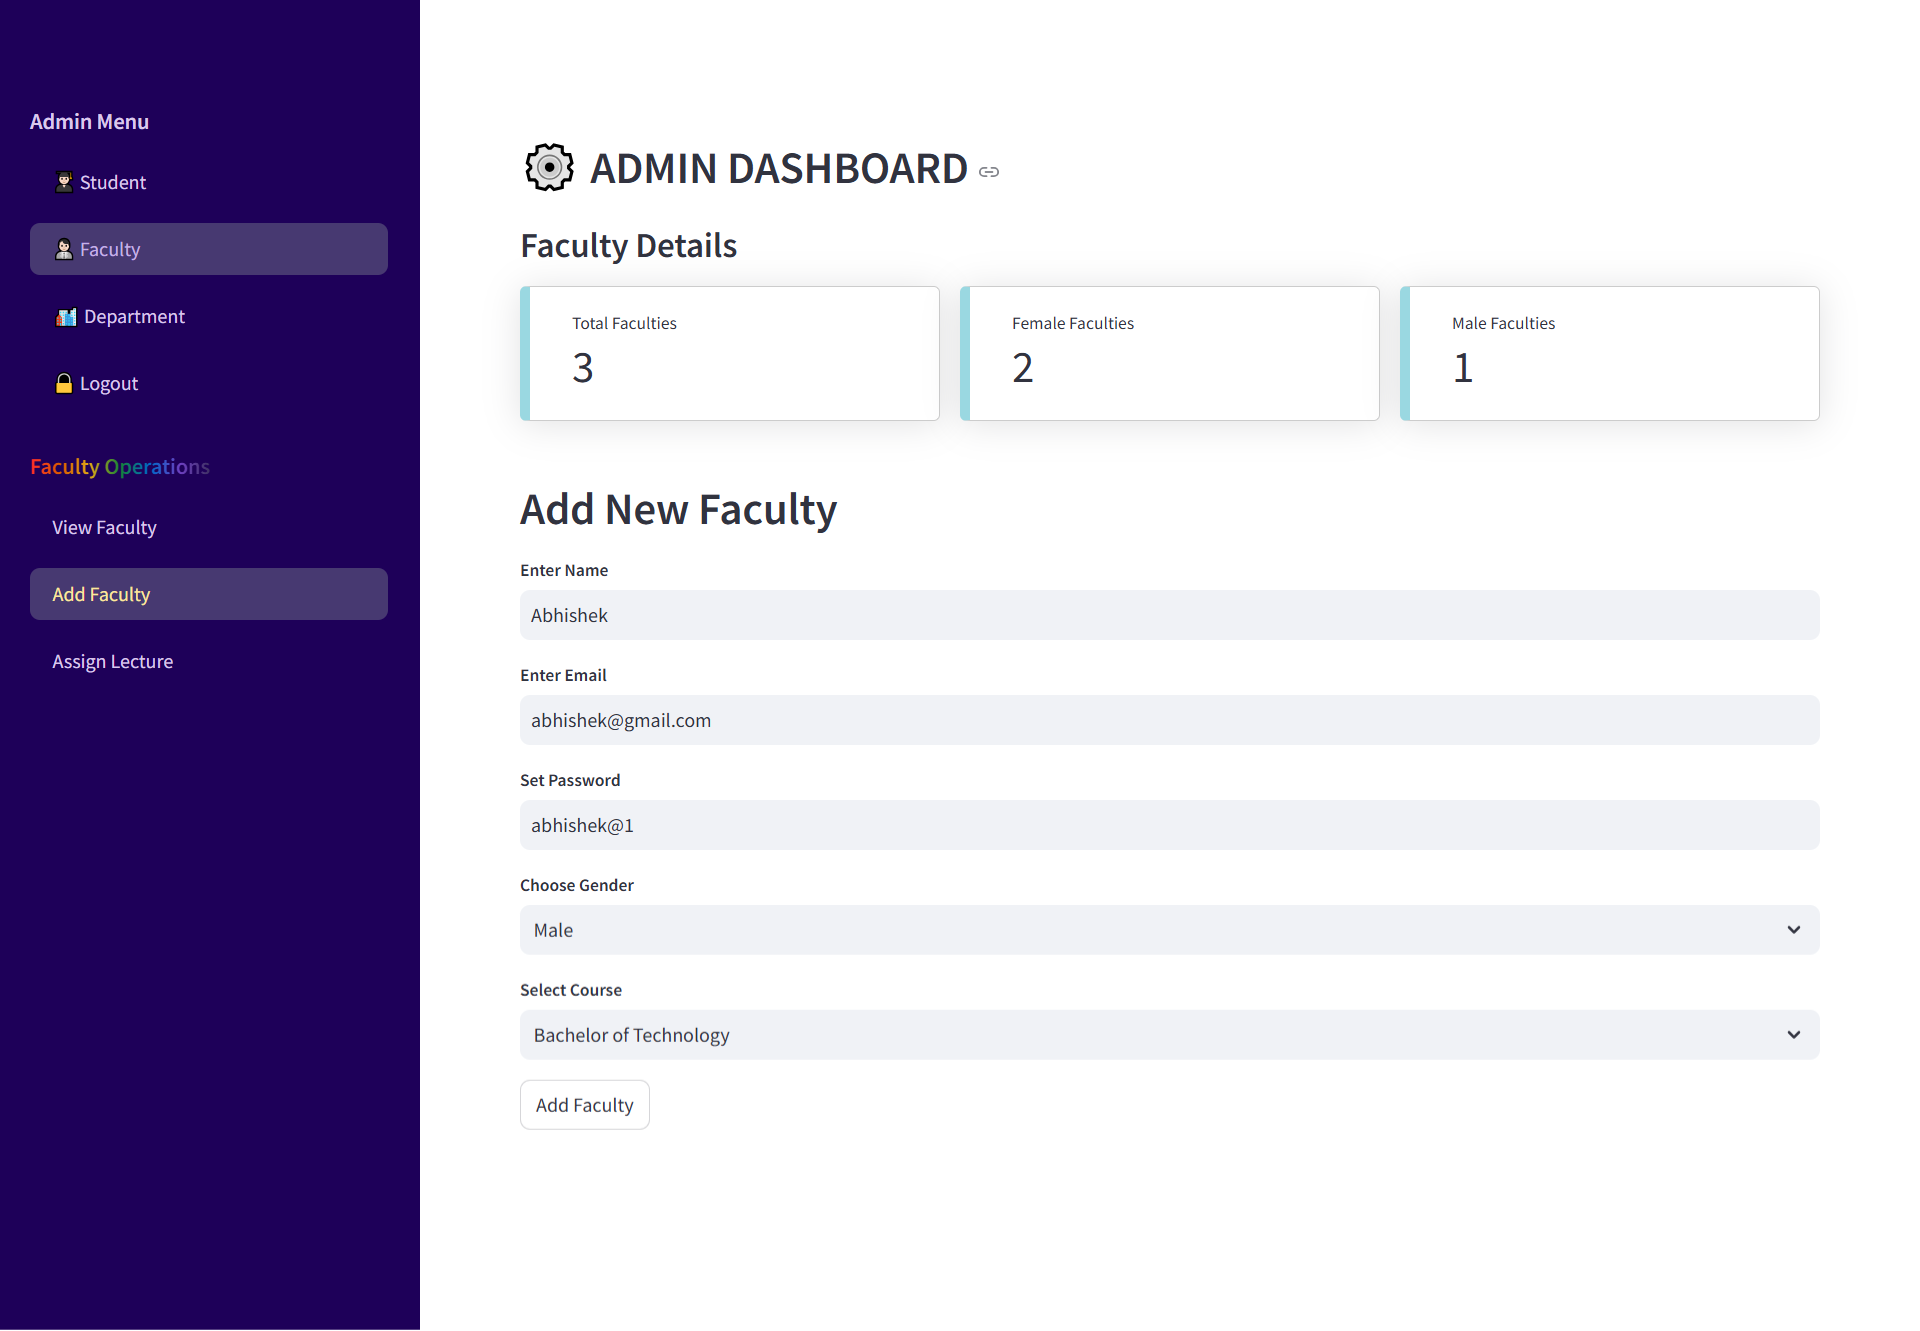 Admin Menu
Student
Faculty
Department
Logout
Faculty Operations
View Faculty
Add Faculty
Assign Lecture
ADMIN DASHBOARD
Faculty Details
Total Faculties
3
Female Faculties
2
Male Faculties
1
Add New Faculty
Enter Name
Abhishek
Enter Email
abhishek@gmail.com
Set Password
abhishek@1
Choose Gender
Male
Select Course
Bachelor of Technology
Add Faculty